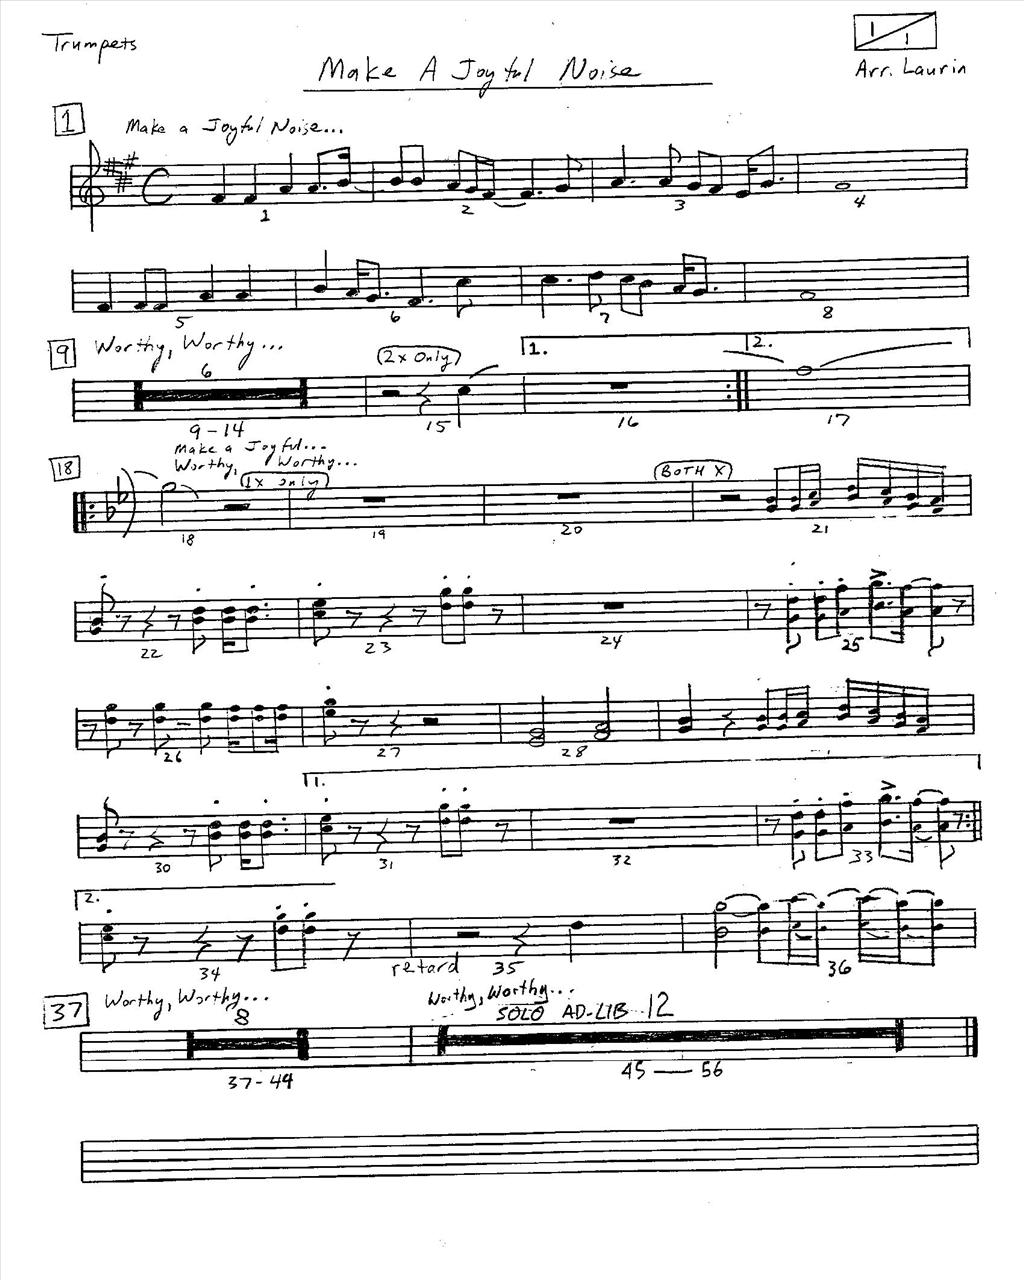 Trumpets
1/1
Make A Joyful Noise
Arr. Laurin
1
Make a Joyful Noise...
1 2 3 4
5 6 7 8
9 Worthy, Worthy...
(2x only) 1. 2.
6
9-14 15 16 17
Make a Joyful...
18 Worthy, Worthy...
(1x only) (BOTH X)
18 19 20 21
22 23 24 25
26 27 28
1.
30 31 32 33
2.
34 retard 35 36
37 Worthy, Worthy... Worthy, Worthy...
8 SOLO AD-LIB 12
37-44 45 — 56